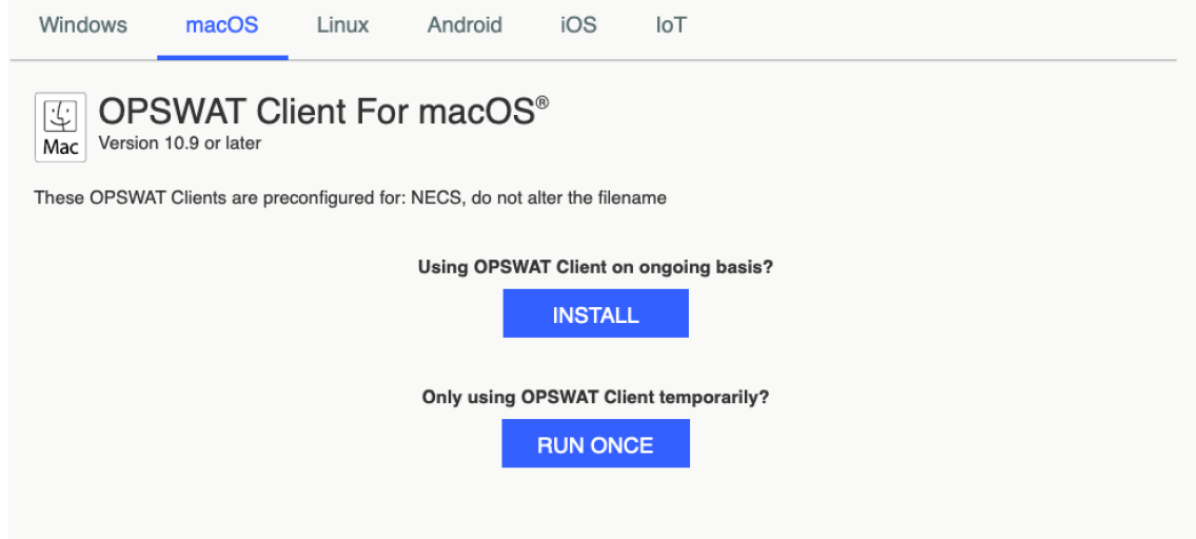 Windows macOS Linux Android iOS IoT
OPSWAT Client For macOS®
Mac Version 10.9 or later
These OPSWAT Clients are preconfigured for: NECS, do not alter the filename
Using OPSWAT Client on ongoing basis?
INSTALL
Only using OPSWAT Client temporarily?
RUN ONCE